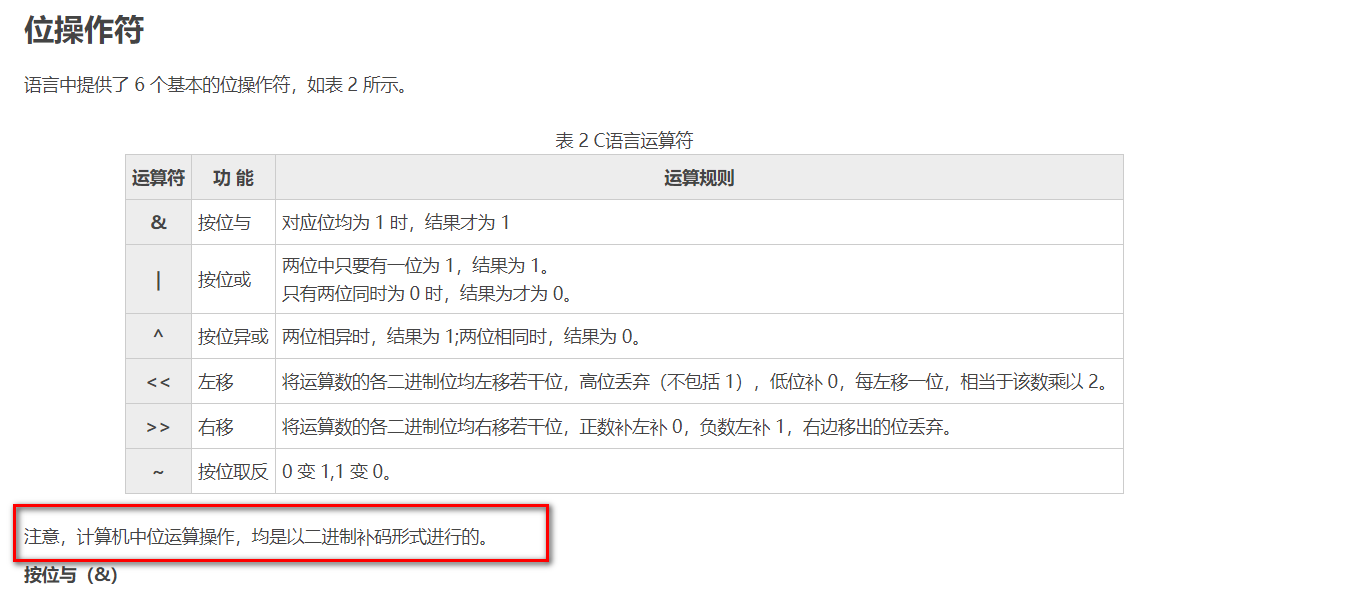 位操作符
语言中提供了 6 个基本的位操作符，如表 2 所示。
表 2 C语言运算符
运算符 功 能 运算规则
& 按位与 对应位均为 1 时，结果才为 1
| 按位或 两位中只要有一位为 1，结果为 1。
只有两位同时为 0 时，结果为才为 0。
^ 按位异或 两位相异时，结果为 1;两位相同时，结果为 0。
<< 左移 将运算数的各二进制位均左移若干位，高位丢弃（不包括 1），低位补 0，每左移一位，相当于该数乘以 2。
>> 右移 将运算数的各二进制位均右移若干位，正数补左补 0，负数左补 1，右边移出的位丢弃。
~ 按位取反 0 变 1,1 变 0。
注意，计算机中位运算操作，均是以二进制补码形式进行的。
按位与（&）